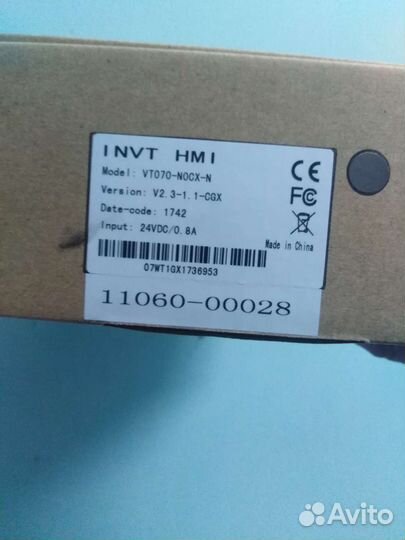 INVT HMI
Model: VT070-N0CX-N
Version: V2.3-1.1-CGX
Date-code: 1742
Input: 24VDC/0.8A
CE
FC
Made in China
07WT1GX1736953
11060-00028
Avito